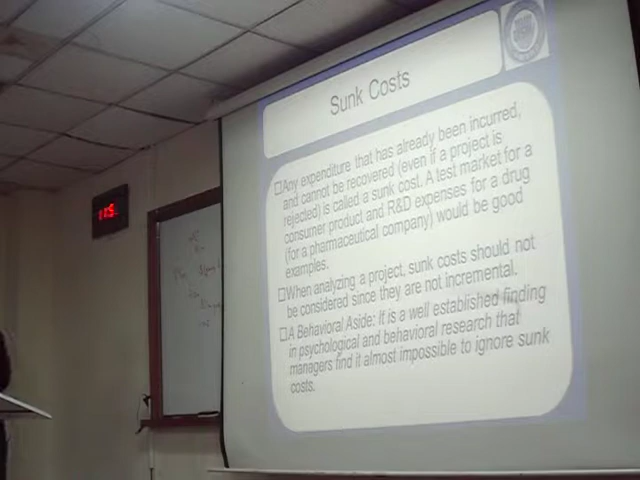 Sunk Costs
❑Any expenditure that has already been incurred,
and cannot be recovered (even if a project is
rejected) is called a sunk cost. A test market for a
consumer product and R&D expenses for a drug
(for a pharmaceutical company) would be good
examples.
❑When analyzing a project, sunk costs should not
be considered since they are not incremental.
❑A Behavioral Aside: It is a well established finding
in psychological and behavioral research that
managers find it almost impossible to ignore sunk
costs.